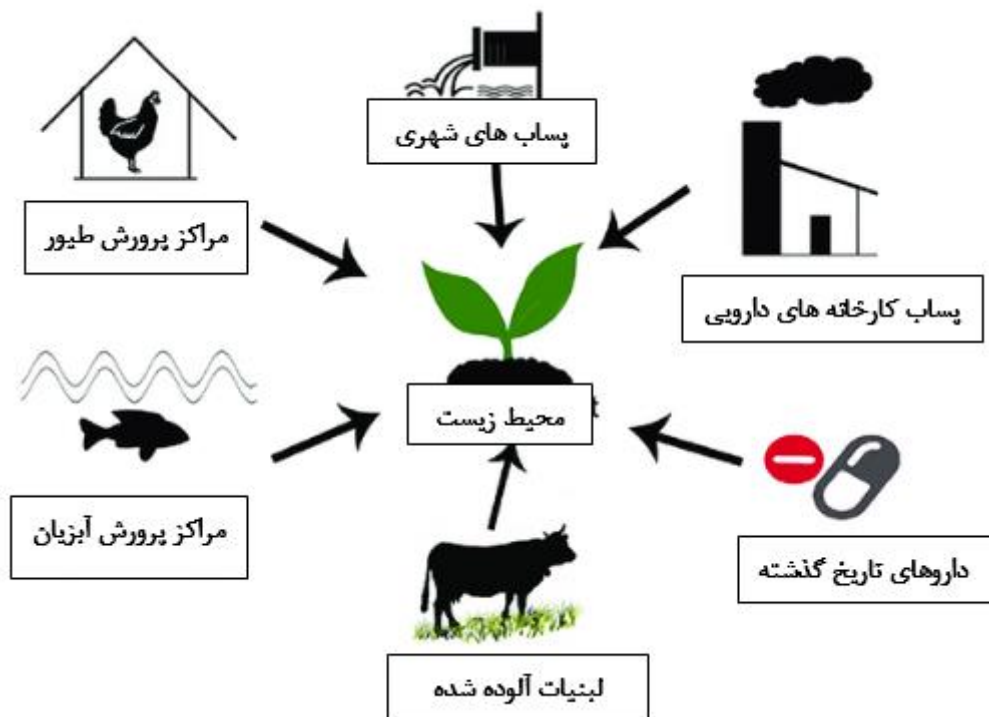 پساب های شهری
مراکز پرورش طیور
پساب کارخانه های دارویی
محیط زیست
مراکز پرورش آبزیان
داروهای تاریخ گذشته
لبنیات آلوده شده